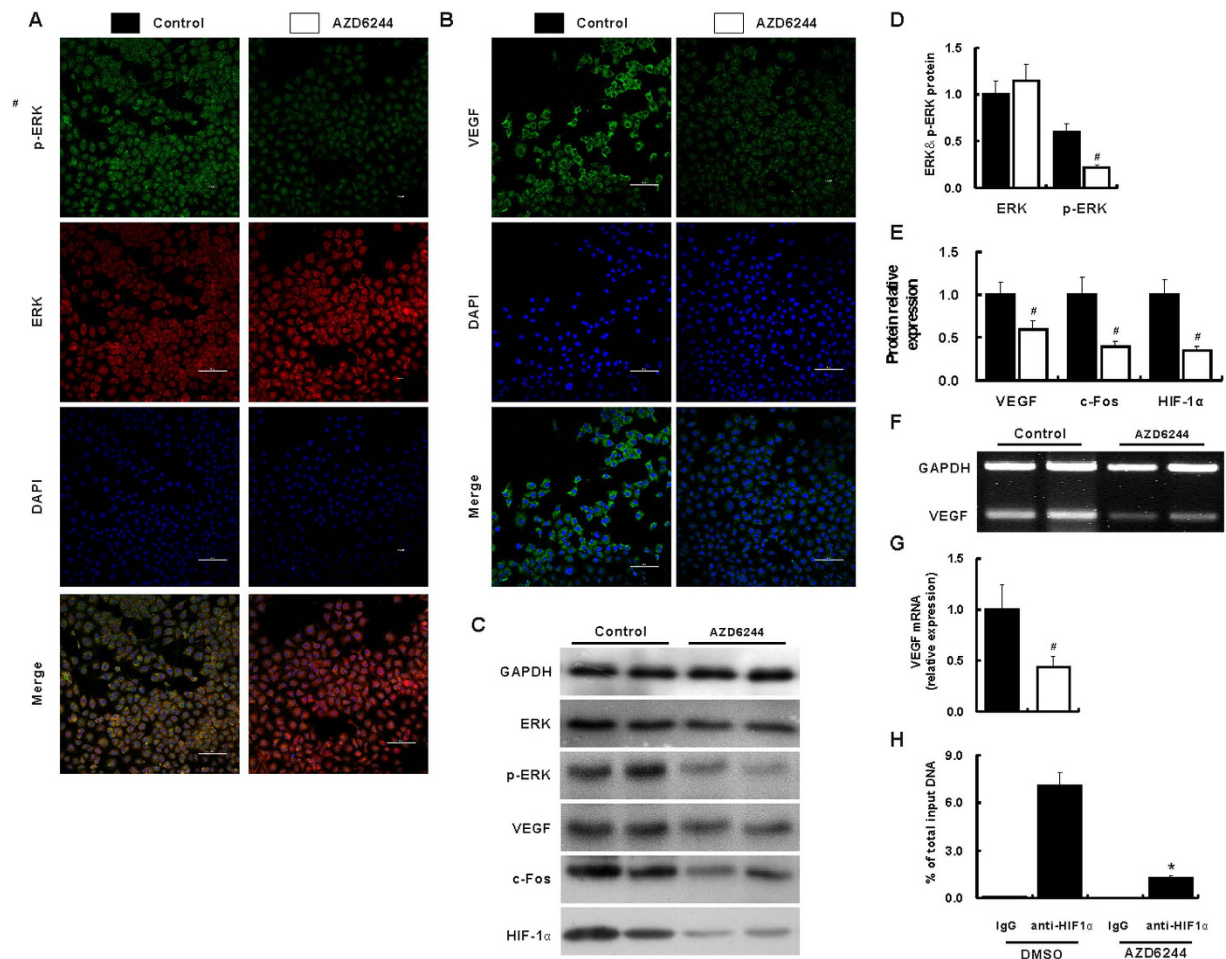 A
Control
AZD6244
#
p-ERK
ERK
DAPI
Merge
B
Control
AZD6244
VEGF
DAPI
Merge
C
Control
AZD6244
GAPDH
ERK
p-ERK
VEGF
c-Fos
HIF-1α
D
ERK& p-ERK protein
1.5
1.0
0.5
0.0
#
ERK
p-ERK
E
Protein relative
expression
1.5
1.0
0.5
0.0
#
#
#
VEGF
c-Fos
HIF-1α
F
Control
AZD6244
GAPDH
VEGF
G
VEGF mRNA
(relative expression)
1.5
1.0
0.5
0.0
#
H
% of total input DNA
9.0
6.0
3.0
0.0
*
IgG anti-HIF1α IgG anti-HIF1α
DMSO AZD6244